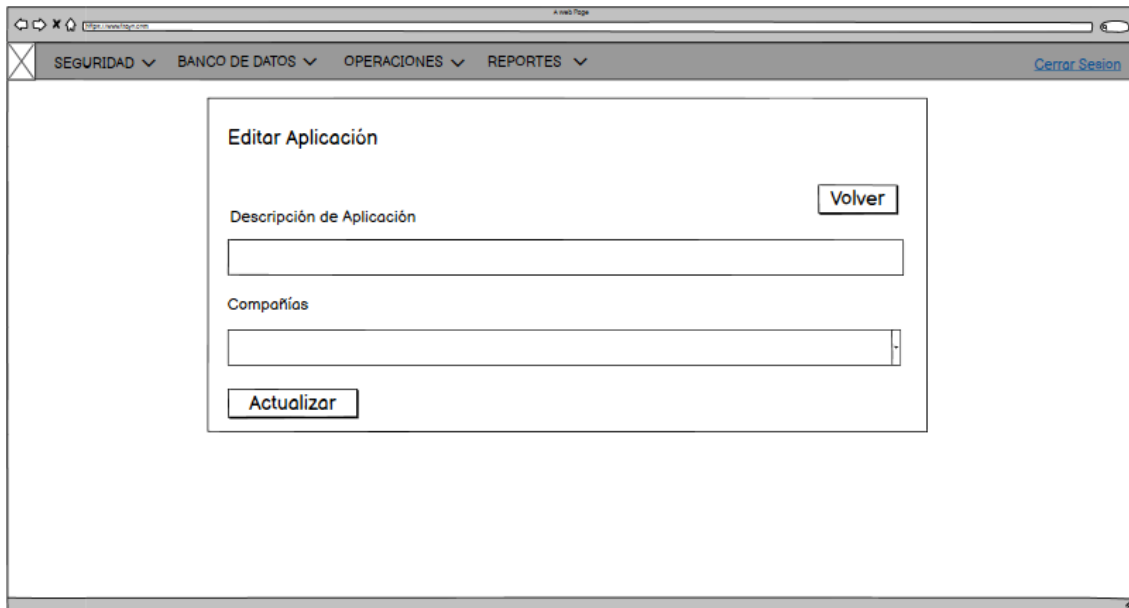 A Web Page
SEGURIDAD BANCO DE DATOS OPERACIONES REPORTES Cerrar Sesion
Editar Aplicación
Volver
Descripción de Aplicación
Compañías
Actualizar